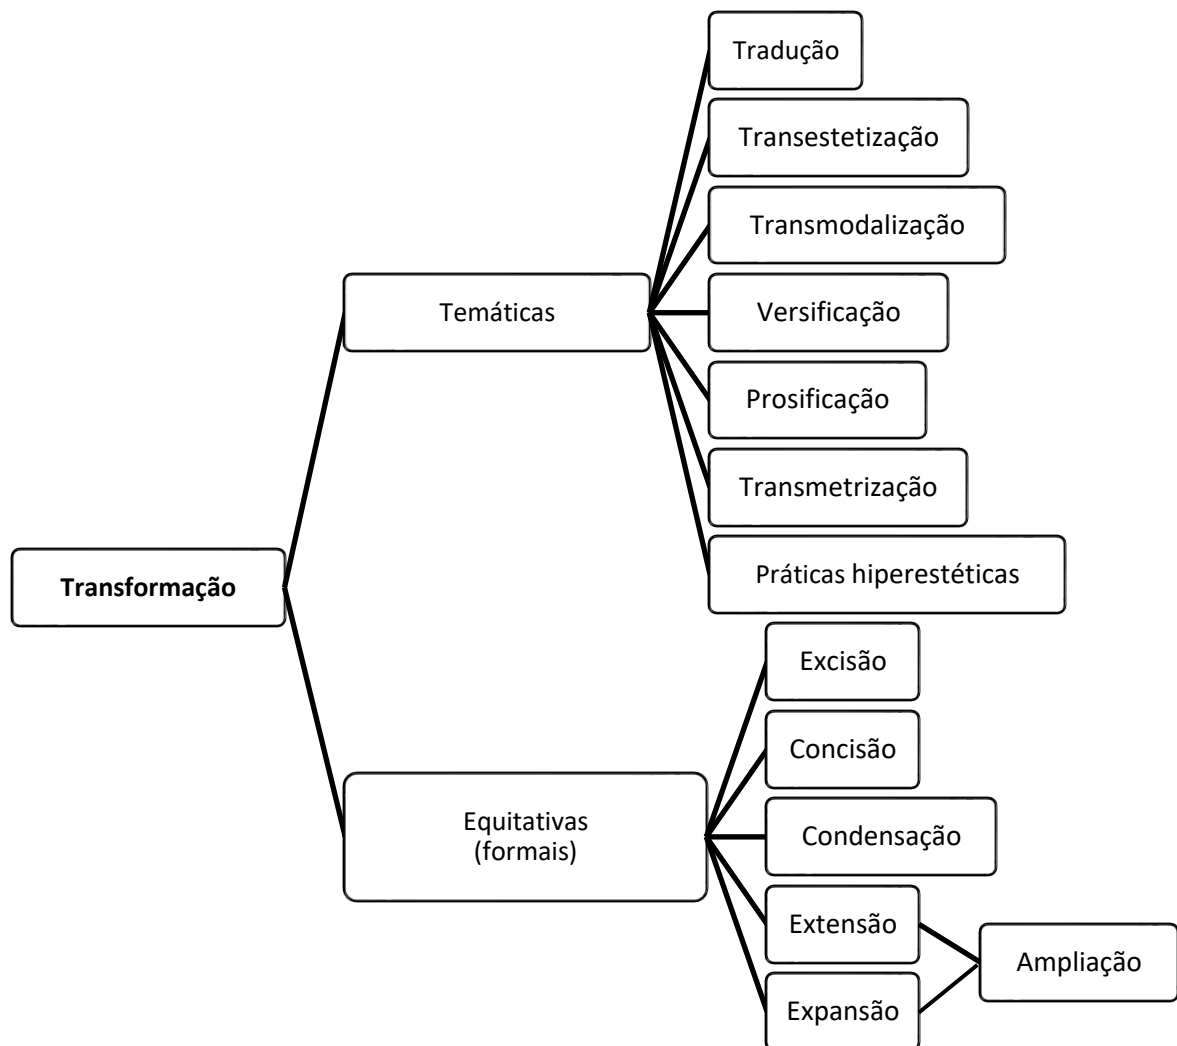 Tradução
Transestetização
Transmodalização
Temáticas
Versificação
Prosificação
Transmetrização
Práticas hiperestéticas
Transformação
Excisão
Concisão
Equitativas
(formais)
Condensação
Extensão
Ampliação
Expansão